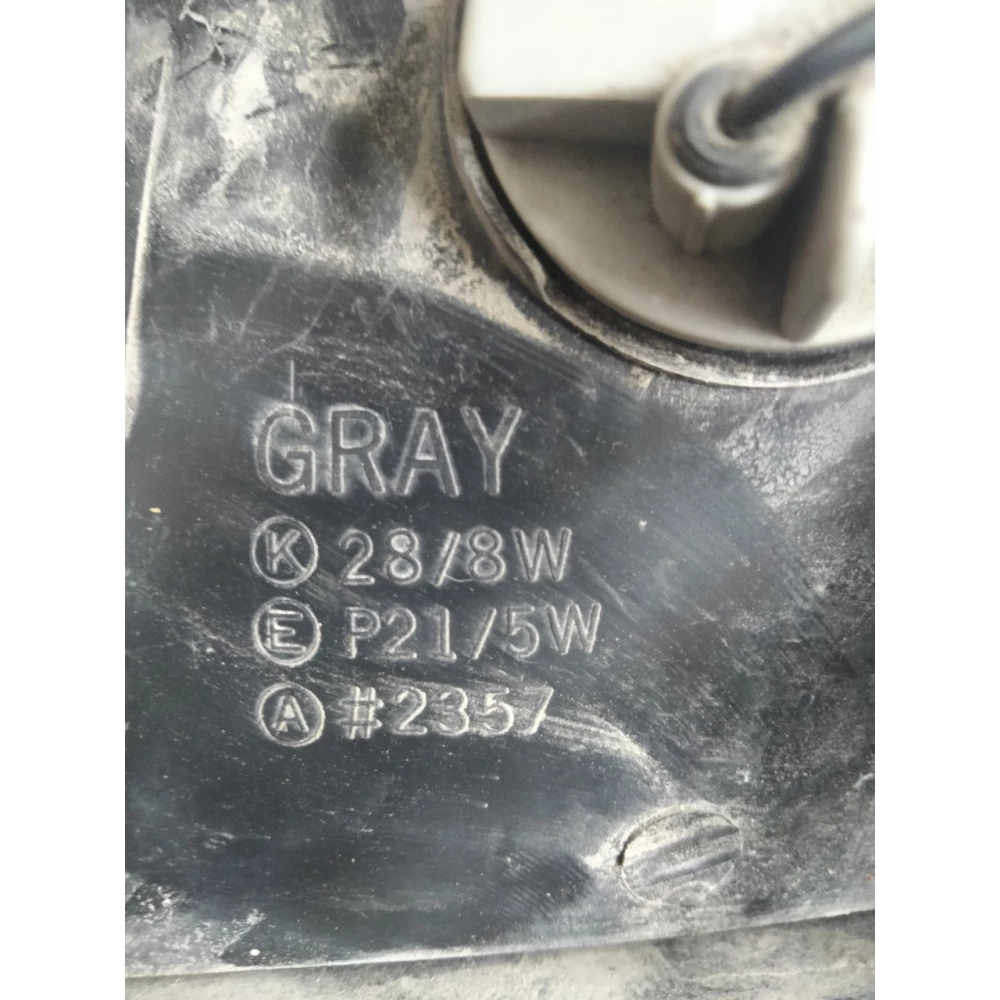 GRAY
K 28/8W
E P21/5W
A #2357